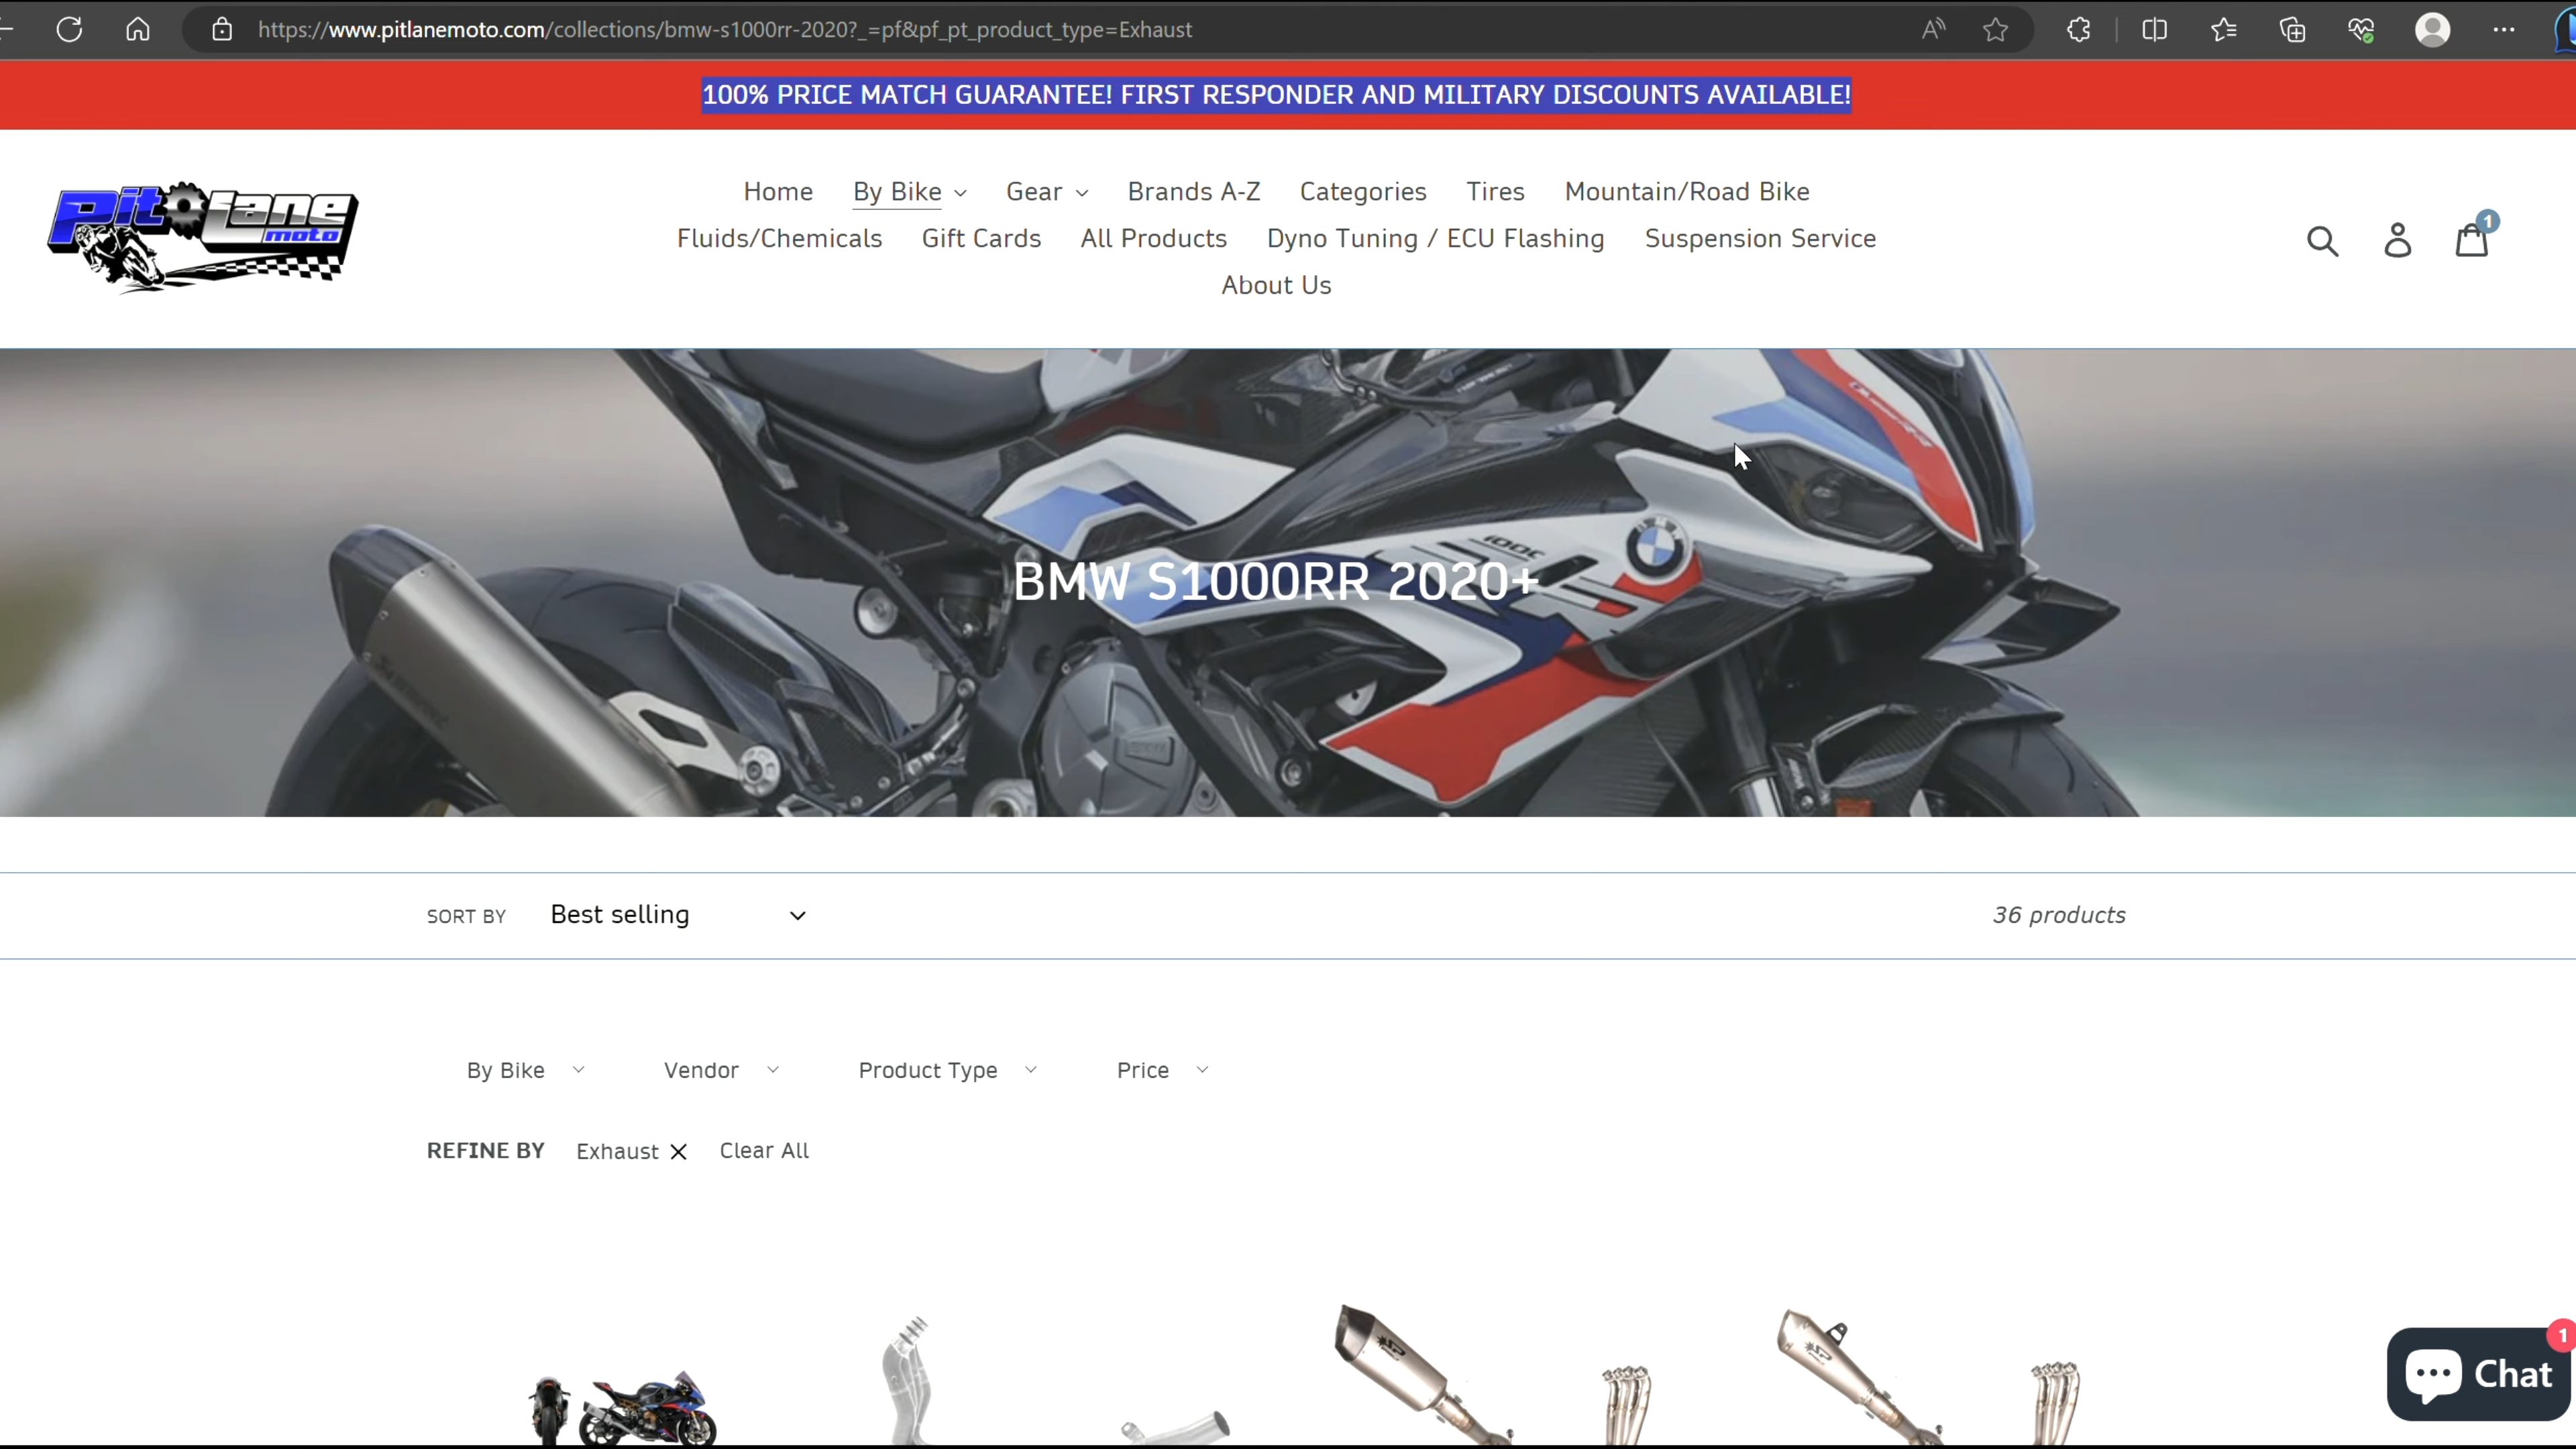 https://www.pitlanemoto.com/collections/bmw-s1000rr-2020?_=pf&pf_pt_product_type=Exhaust
100% PRICE MATCH GUARANTEE! FIRST RESPONDER AND MILITARY DISCOUNTS AVAILABLE!
Pit Lane
moto
Home By Bike Gear Brands A-Z Categories Tires Mountain/Road Bike
Fluids/Chemicals Gift Cards All Products Dyno Tuning / ECU Flashing Suspension Service
About Us
1
BMW S1000RR 2020+
SORT BY Best selling 36 products
By Bike Vendor Product Type Price
REFINE BY Exhaust Clear All
1
Chat